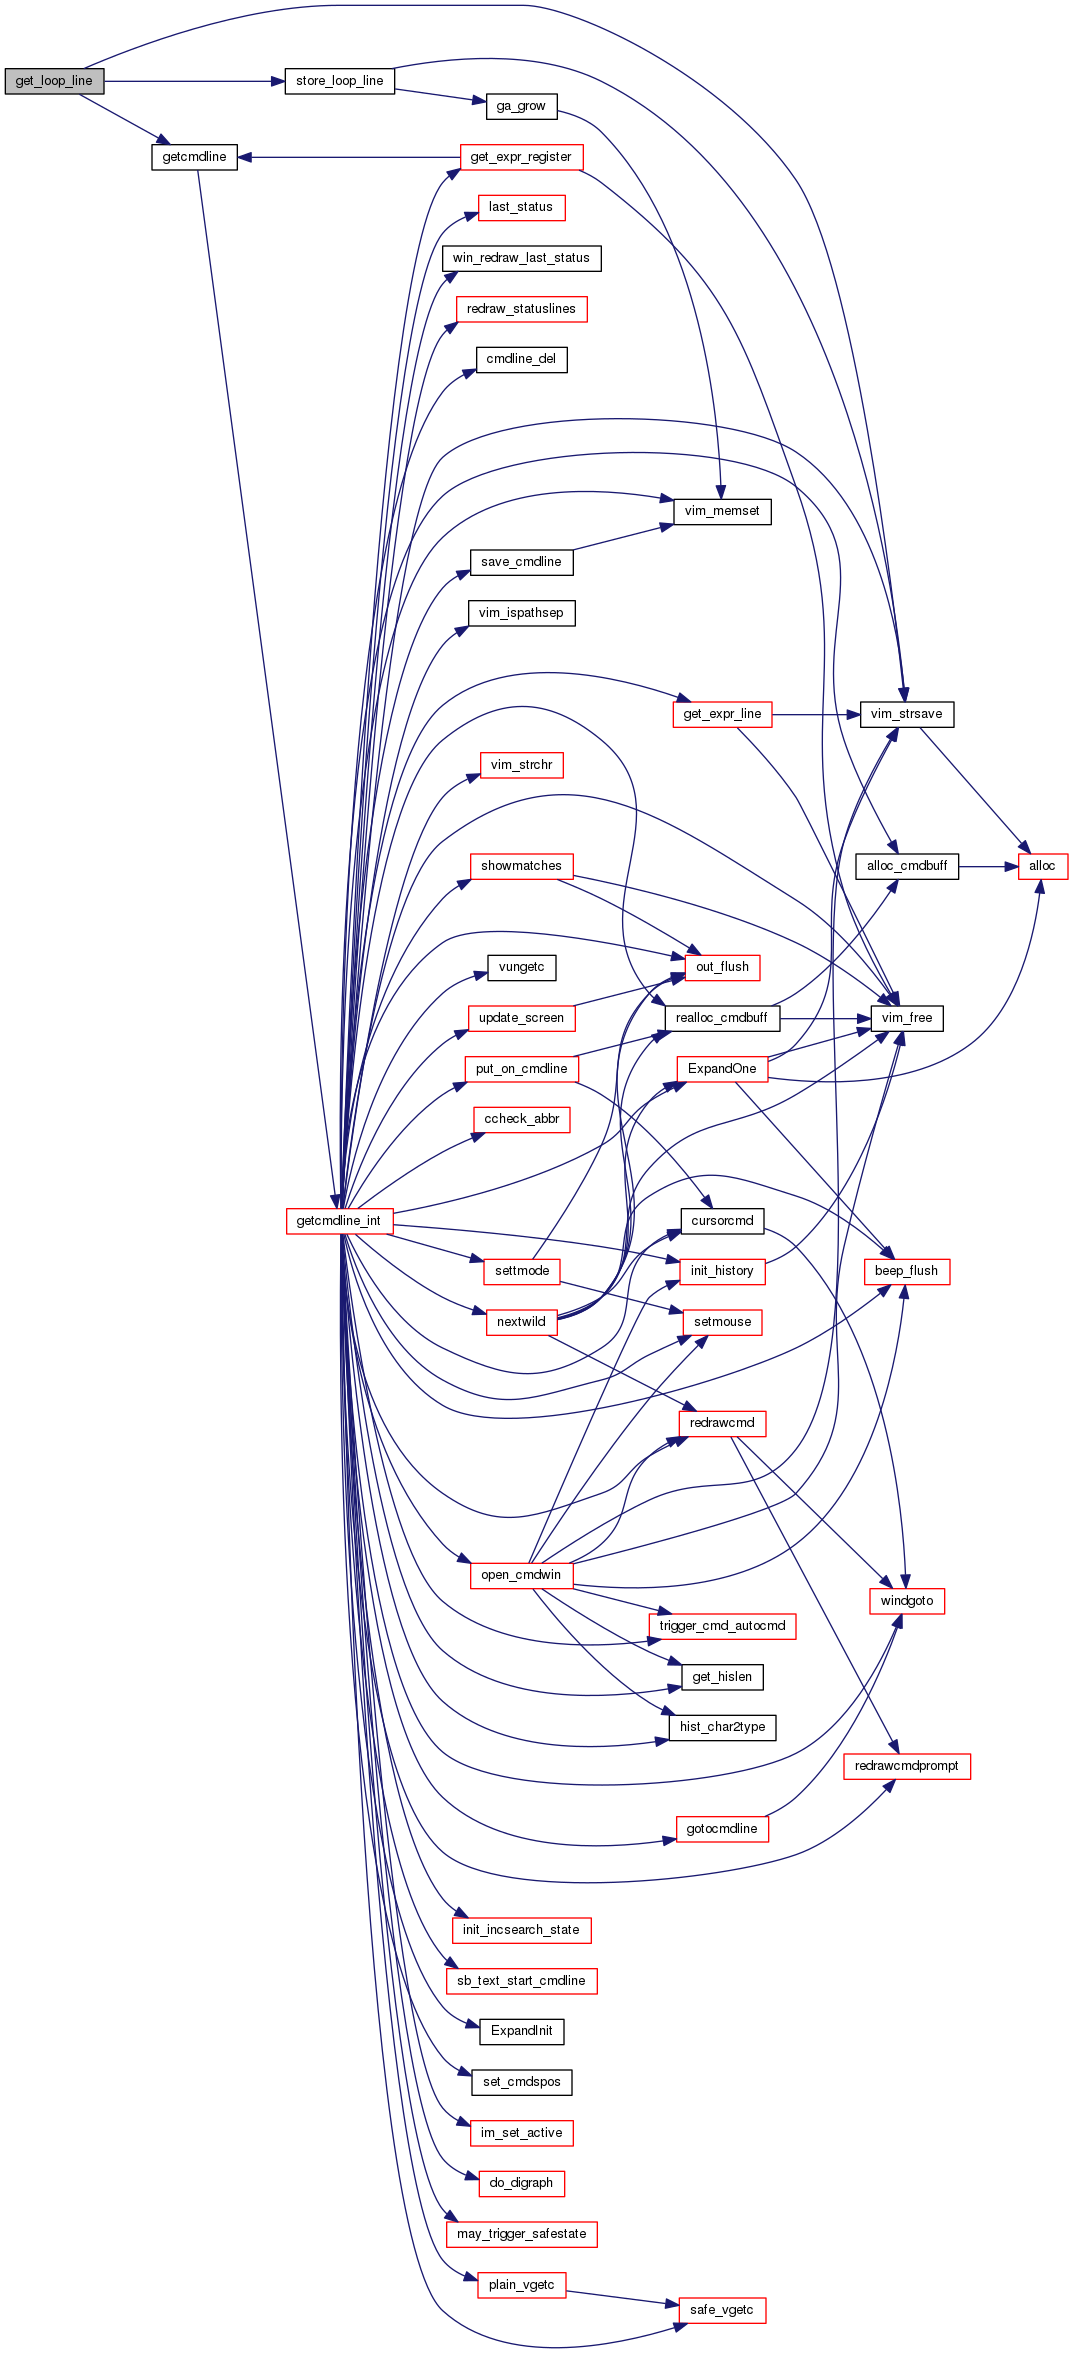 get_loop_line
store_loop_line
ga_grow
getcmdline
get_expr_register
last_status
win_redraw_last_status
redraw_statuslines
cmdline_del
vim_memset
save_cmdline
vim_ispathsep
get_expr_line
vim_strsave
vim_strchr
showmatches
alloc_cmdbuff
alloc
vungetc
out_flush
update_screen
realloc_cmdbuff
vim_free
put_on_cmdline
ExpandOne
ccheck_abbr
getcmdline_int
cursorcmd
settmode
init_history
beep_flush
nextwild
setmouse
redrawcmd
open_cmdwin
windgoto
trigger_cmd_autocmd
get_hislen
hist_char2type
redrawcmdprompt
gotocmdline
init_incsearch_state
sb_text_start_cmdline
ExpandInit
set_cmdspos
im_set_active
do_digraph
may_trigger_safestate
plain_vgetc
safe_vgetc